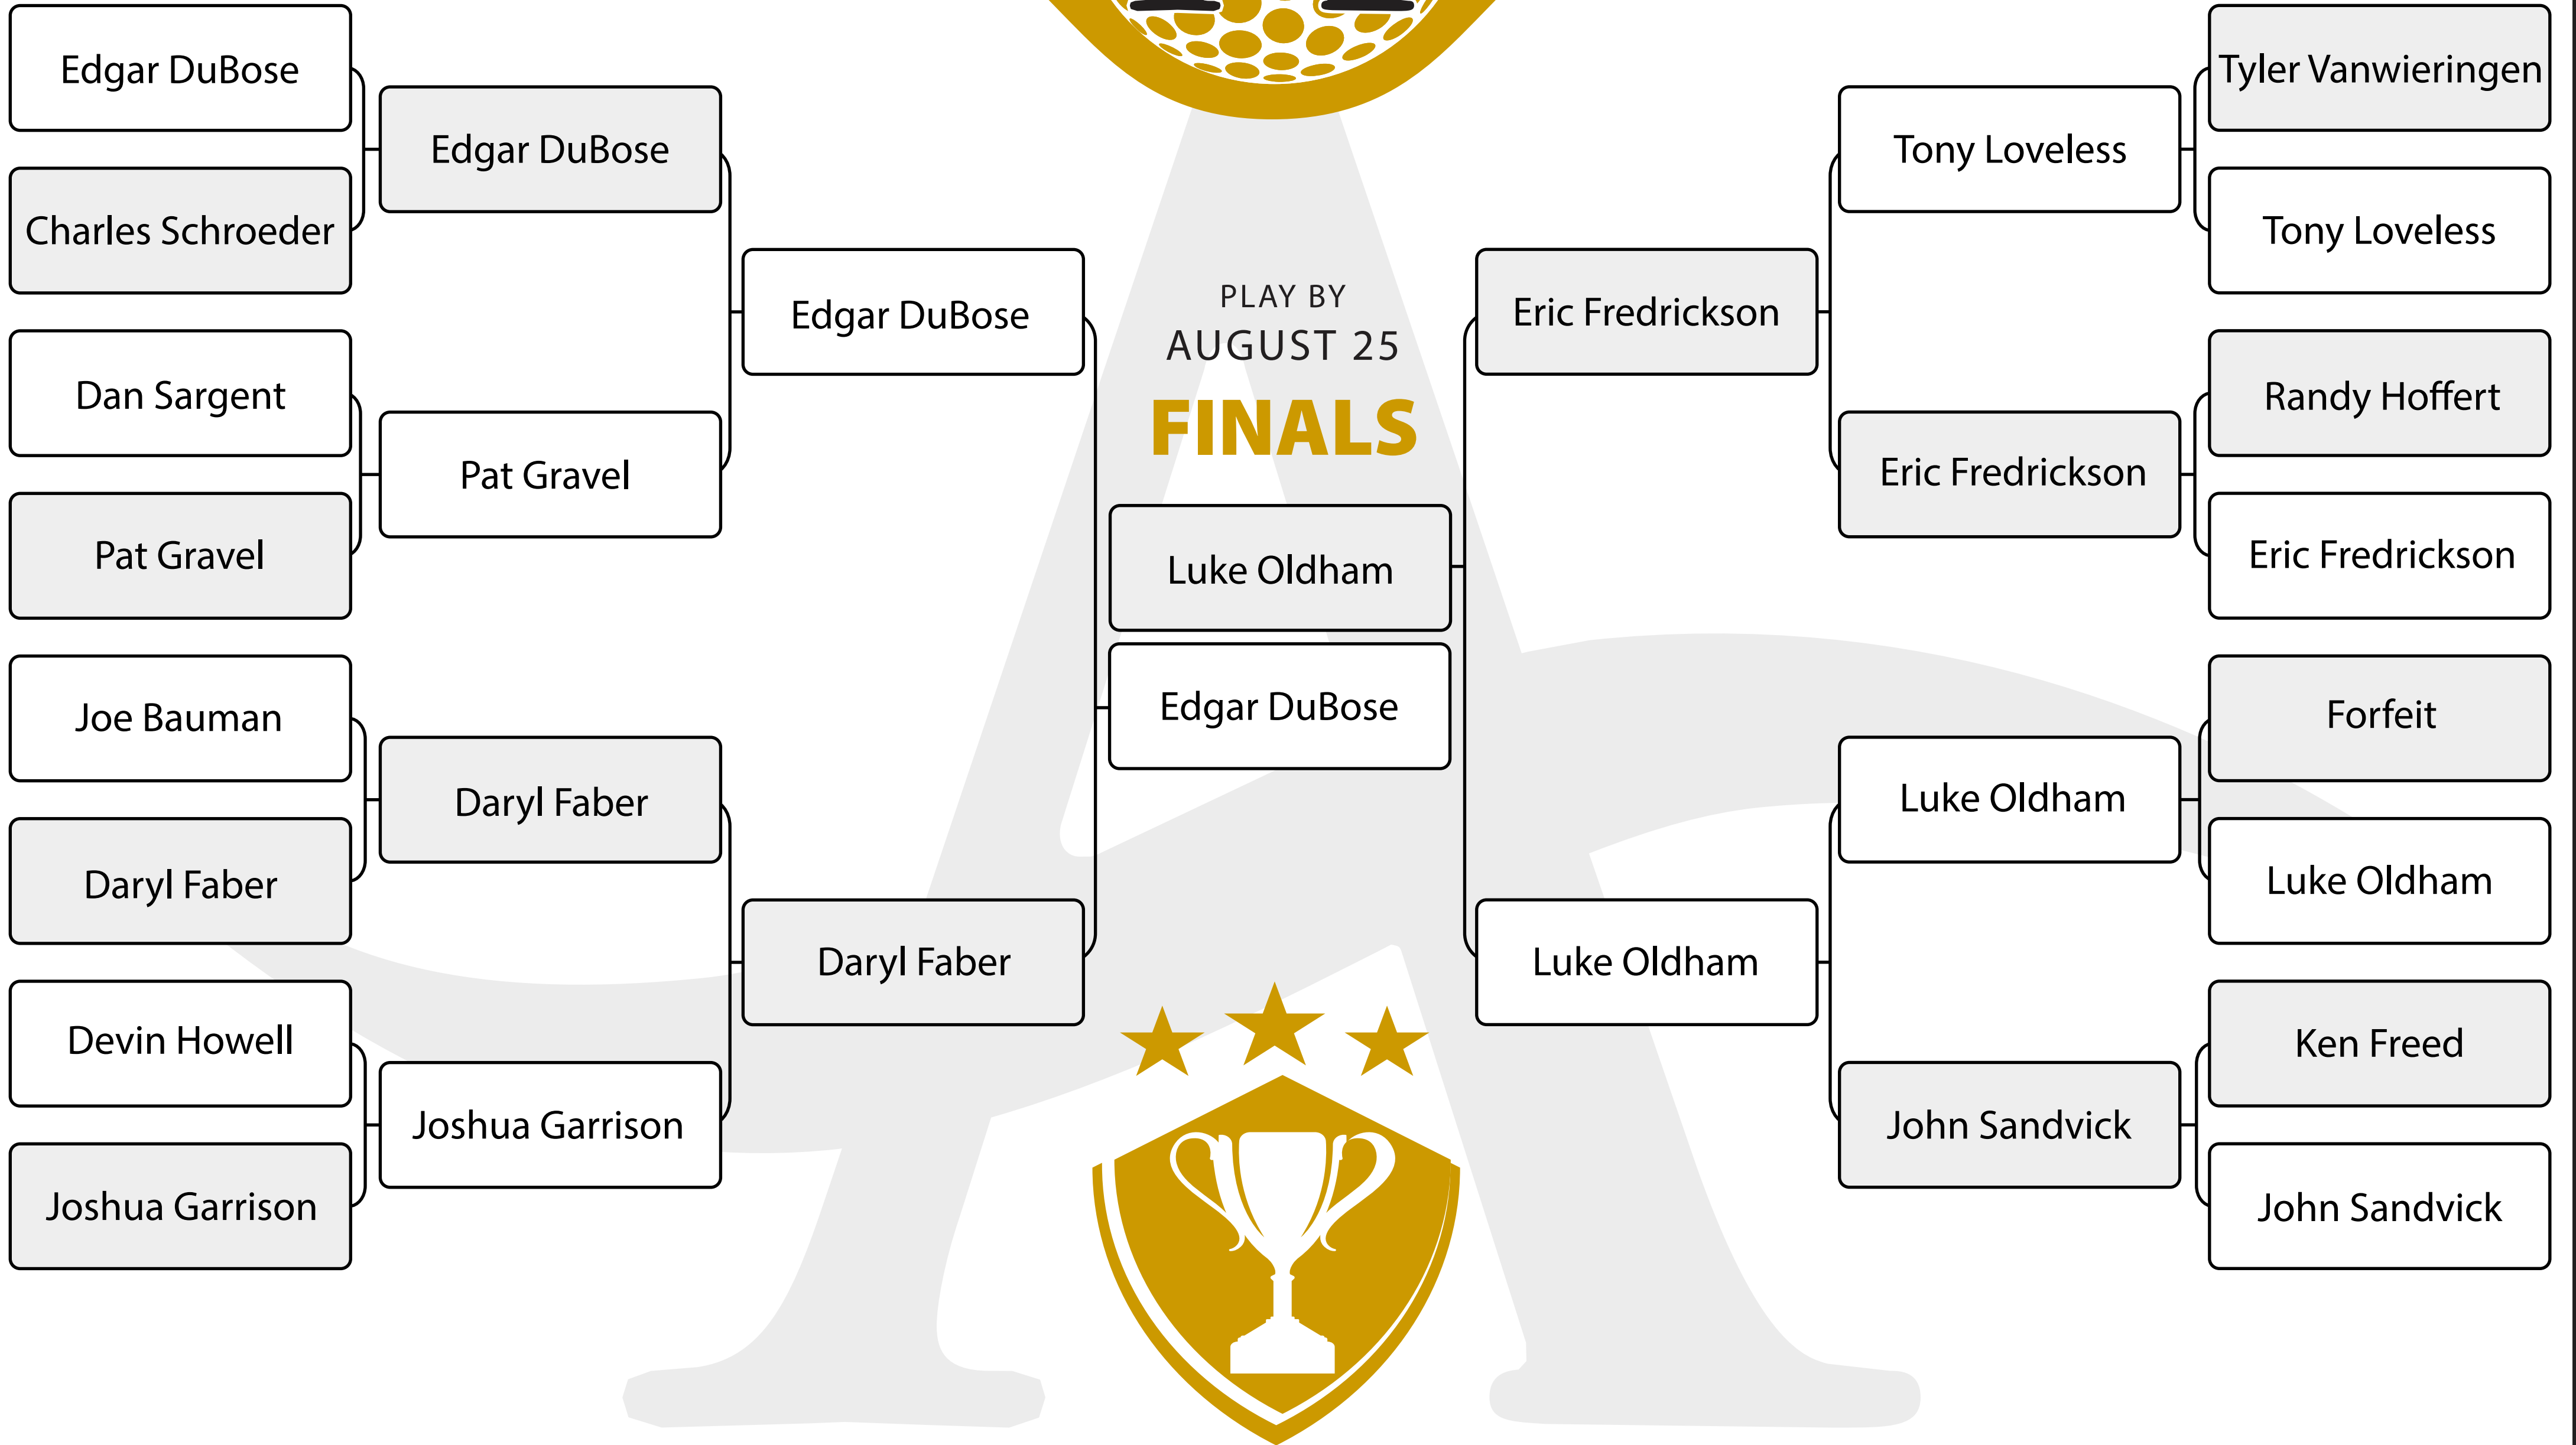 Edgar DuBose
Charles Schroeder
Dan Sargent
Pat Gravel
Joe Bauman
Daryl Faber
Devin Howell
Joshua Garrison
Edgar DuBose
Pat Gravel
Daryl Faber
Joshua Garrison
Edgar DuBose
Daryl Faber
PLAY BY
AUGUST 25
FINALS
Luke Oldham
Edgar DuBose
Eric Fredrickson
Luke Oldham
Tony Loveless
Eric Fredrickson
Luke Oldham
John Sandvick
Tyler Vanwieringen
Tony Loveless
Randy Hoffert
Eric Fredrickson
Forfeit
Luke Oldham
Ken Freed
John Sandvick